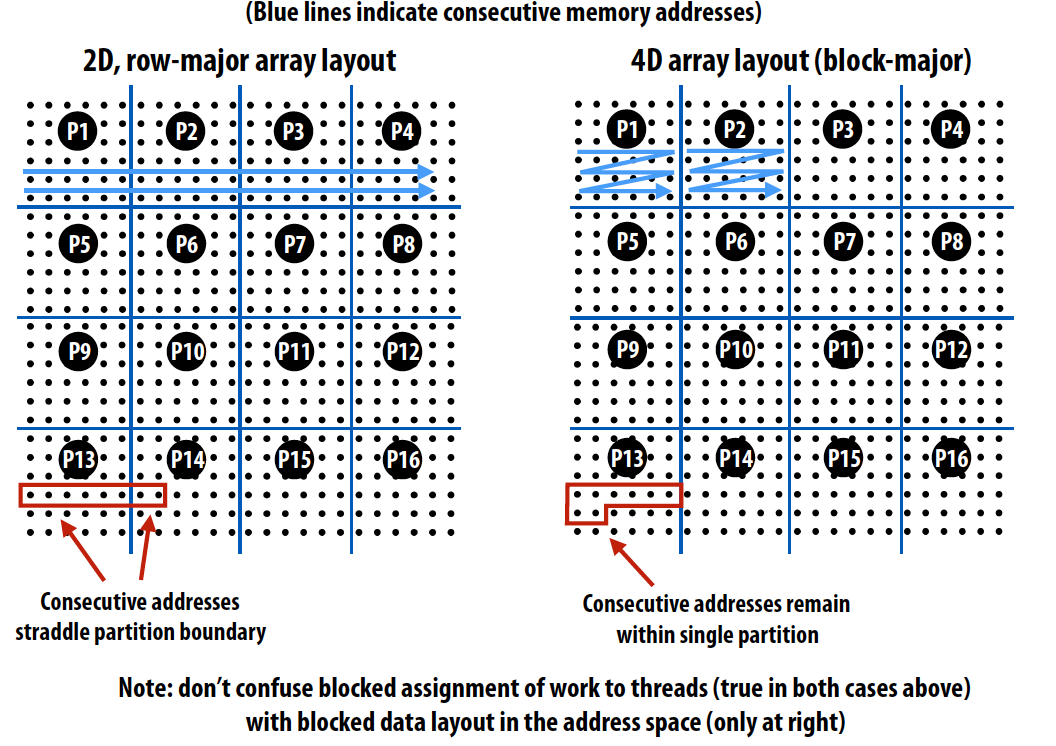 (Blue lines indicate consecutive memory addresses)
2D, row-major array layout
4D array layout (block-major)
P1 P2 P3 P4
P5 P6 P7 P8
P9 P10 P11 P12
P13 P14 P15 P16
P1 P2 P3 P4
P5 P6 P7 P8
P9 P10 P11 P12
P13 P14 P15 P16
Consecutive addresses
straddle partition boundary
Consecutive addresses remain
within single partition
Note: don’t confuse blocked assignment of work to threads (true in both cases above)
with blocked data layout in the address space (only at right)